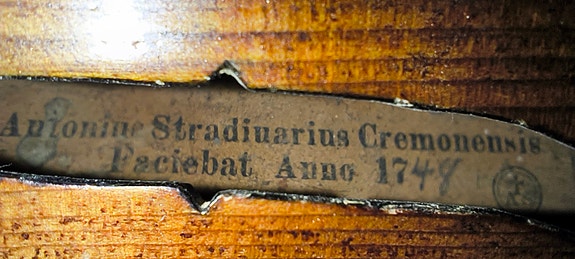 Antonius Stradiuarius Cremonensis
Faciebat Anno 1748